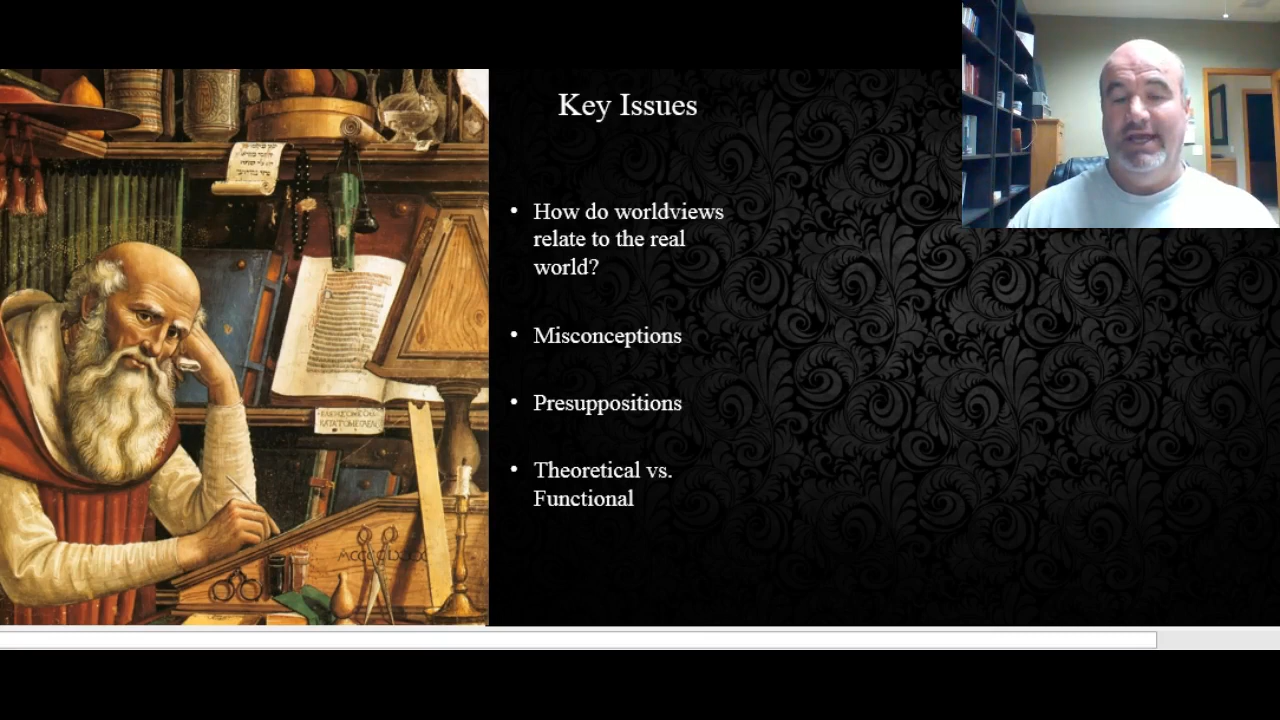 Key Issues
• How do worldviews
relate to the real
world?
• Misconceptions
• Presuppositions
• Theoretical vs.
Functional